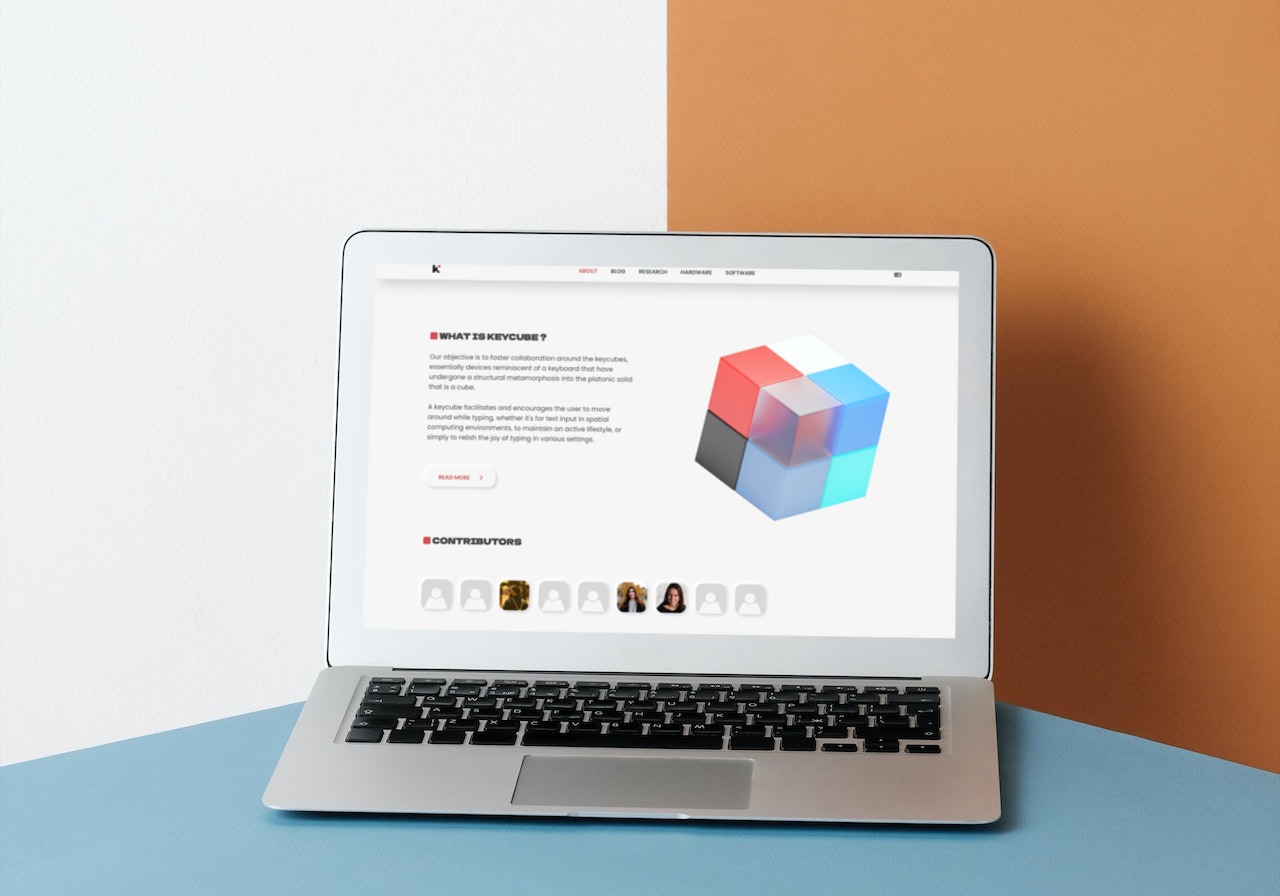 K
ABOUT BLOG RESEARCH HARDWARE SOFTWARE
WHAT IS KEYCUBE ?
Our objective is to foster collaboration around the keycubes,
essentially devices reminiscent of a keyboard that have
undergone a structural metamorphosis into the platonic solid
that is a cube.
A keycube facilitates and encourages the user to move
around while typing, whether it's for text input in spatial
computing environments, to maintain an active lifestyle, or
simply to relish the joy of typing in various settings.
READ MORE
CONTRIBUTORS